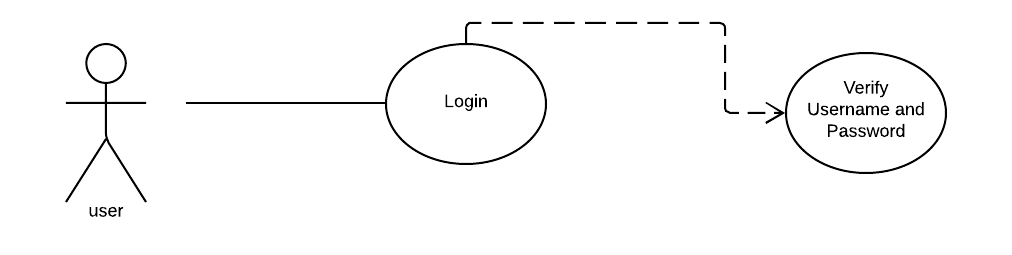 Login
Verify
Username and
Password
user